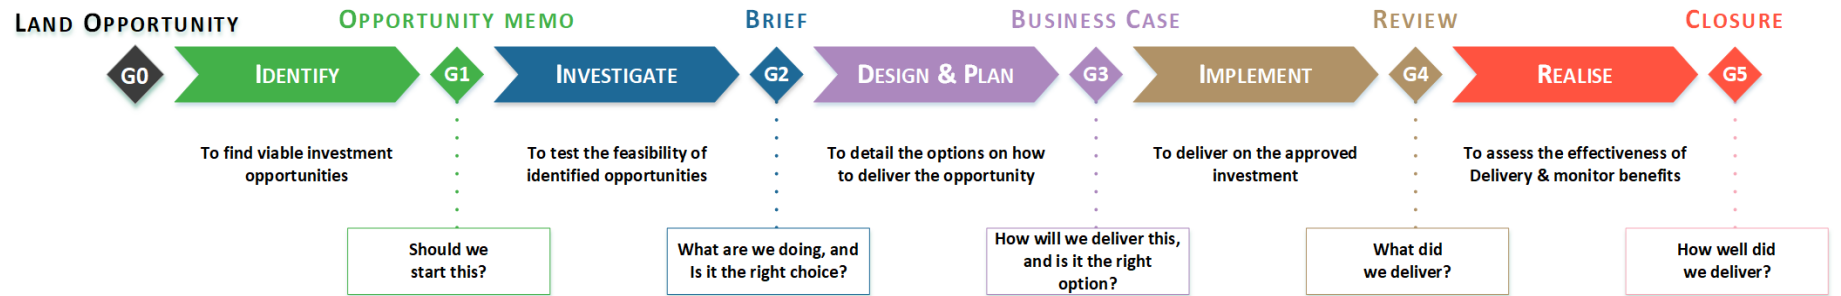 LAND OPPORTUNITY
OPPORTUNITY MEMO
BRIEF
BUSINESS CASE
REVIEW
CLOSURE
G0
IDENTIFY
G1
INVESTIGATE
G2
DESIGN & PLAN
G3
IMPLEMENT
G4
REALISE
G5
To find viable investment
opportunities
To test the feasibility of
identified opportunities
To detail the options on how
to deliver the opportunity
To deliver on the approved
investment
To assess the effectiveness of
Delivery & monitor benefits
Should we
start this?
What are we doing, and
Is it the right choice?
How will we deliver this,
and is it the right
option?
What did
we deliver?
How well did
we deliver?